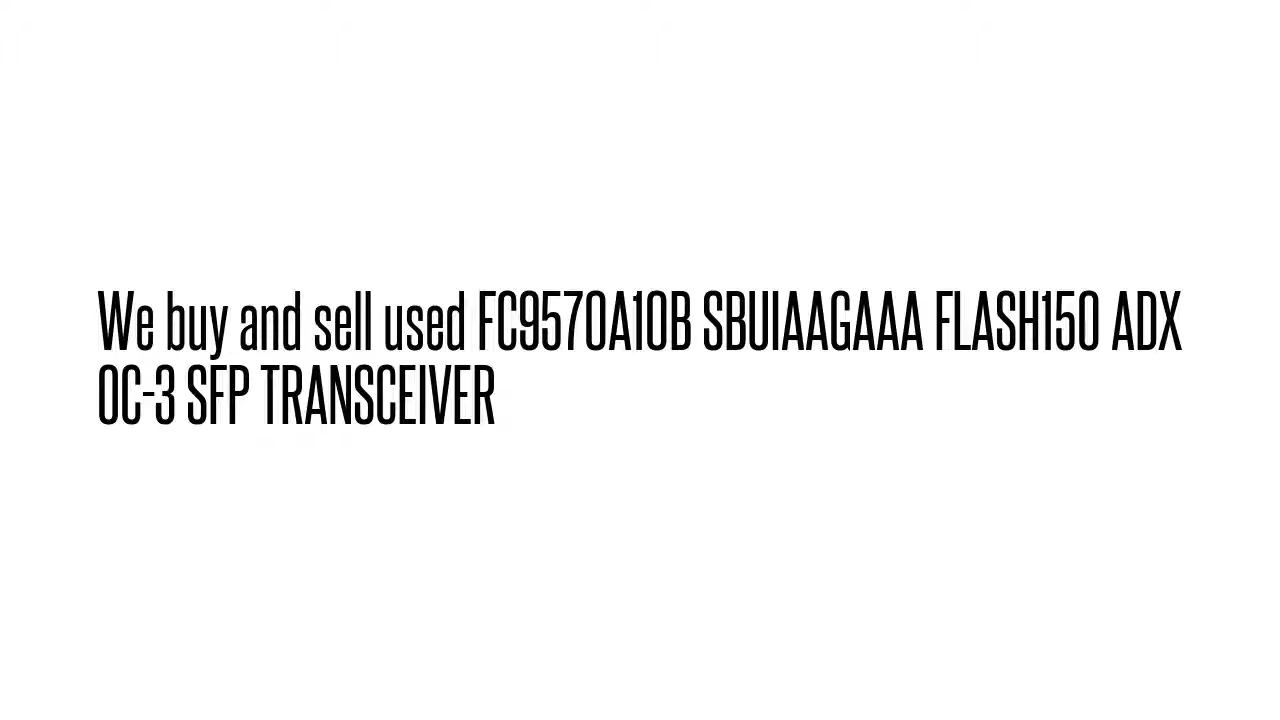 We buy and sell used FC9570A10B SBUIAAGAAA FLASH150 ADX
OC-3 SFP TRANSCEIVER